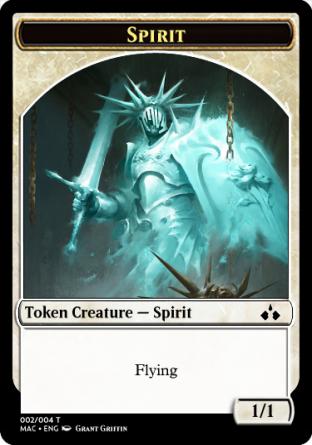 Spirit
Token Creature — Spirit
Flying
1/1
002/004 T
MAC • ENG Grant Griffin